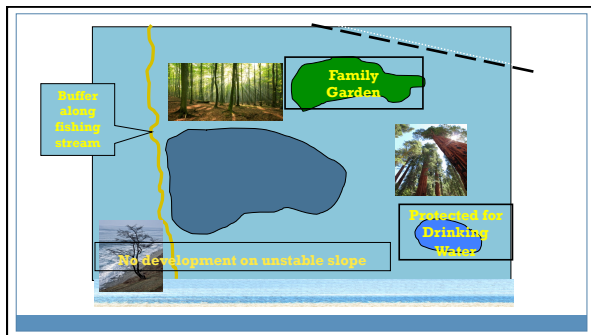 Family
Garden
Buffer
along
fishing
stream
Protected for
Drinking
Water
No development on unstable slope